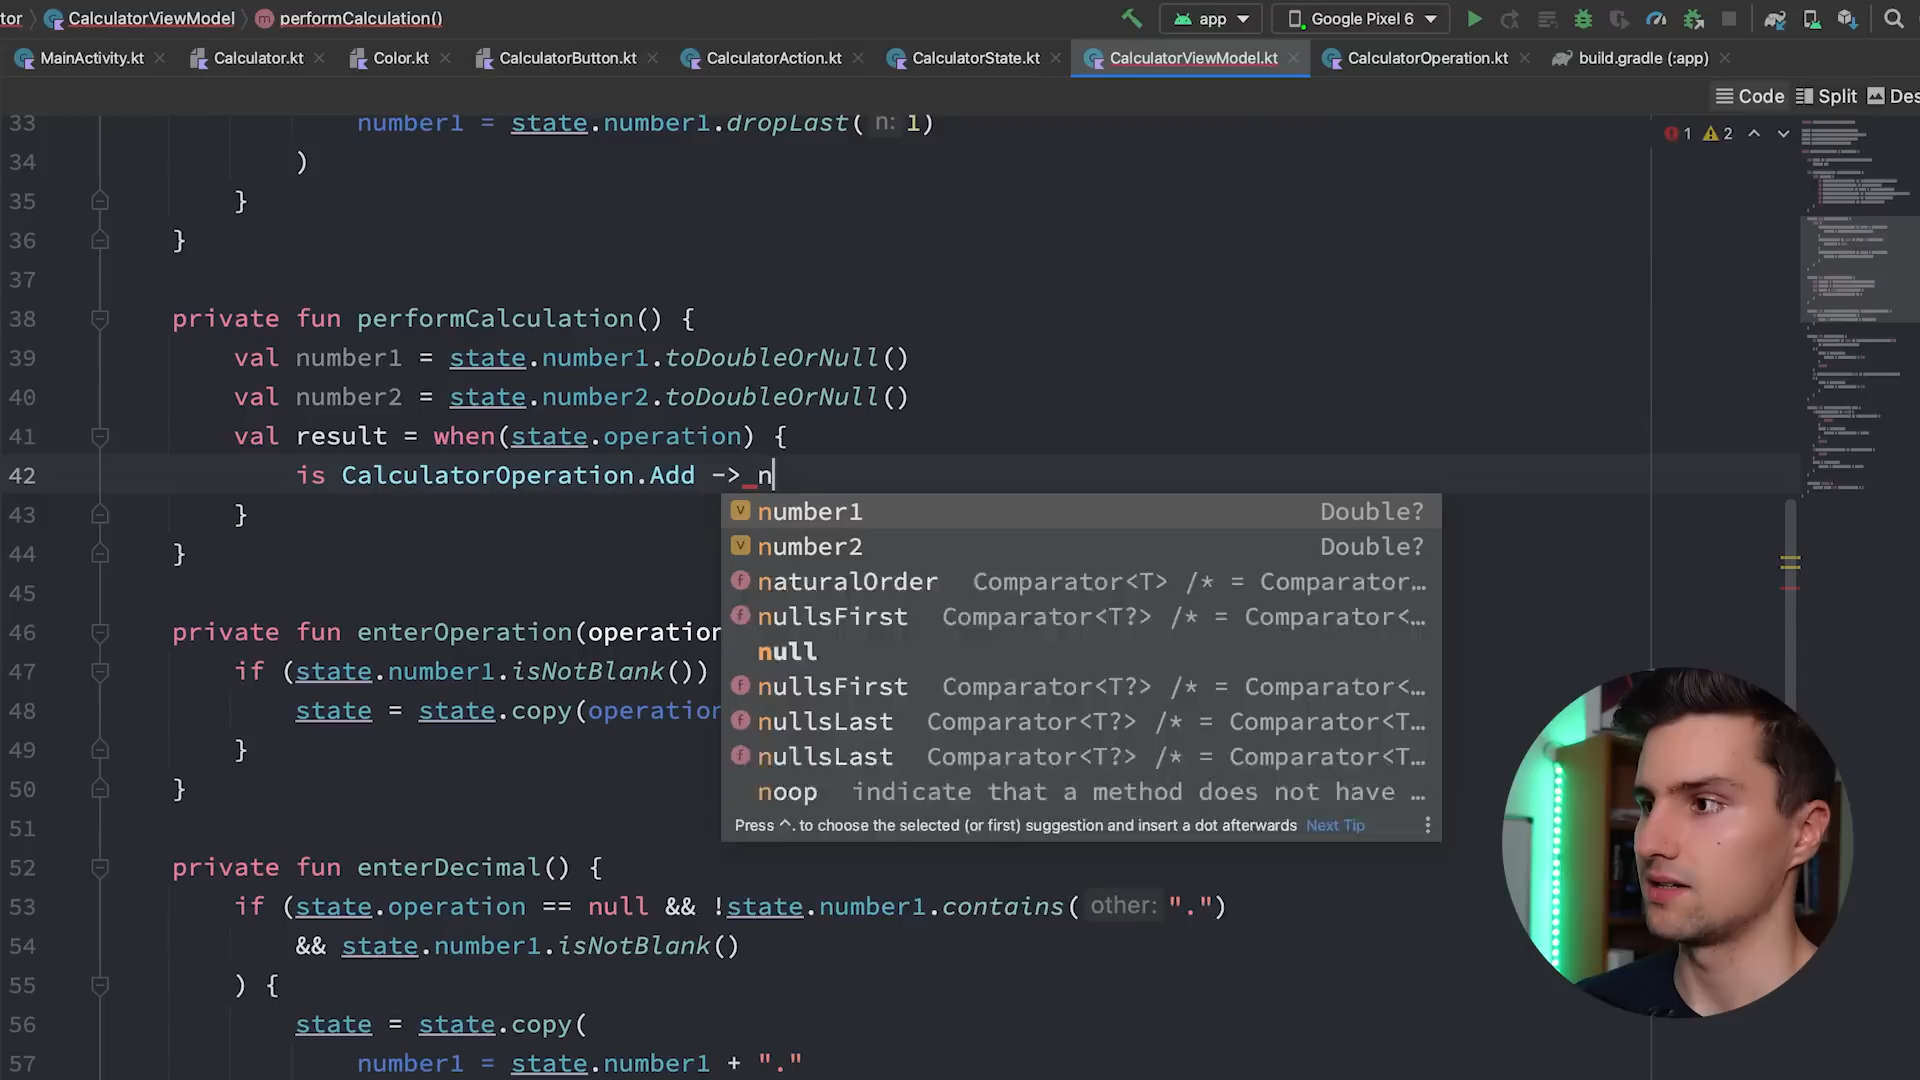 tor CalculatorViewModel performCalculation() app Google Pixel 6
MainActivity.kt Calculator.kt Color.kt CalculatorButton.kt CalculatorAction.kt CalculatorState.kt CalculatorViewModel.kt CalculatorOperation.kt build.gradle (:app)
Code Split Des
1 2
33 number1 = state.number1.dropLast( n: 1)
34 )
35 }
36 }
37
38 private fun performCalculation() {
39 val number1 = state.number1.toDoubleOrNull()
40 val number2 = state.number2.toDoubleOrNull()
41 val result = when(state.operation) {
42 is CalculatorOperation.Add -> n
43 }
44 }
45
46 private fun enterOperation(operation
47 if (state.number1.isNotBlank())
48 state = state.copy(operation
49 }
50 }
51
52 private fun enterDecimal() {
53 if (state.operation == null && !state.number1.contains( other: ".")
54 && state.number1.isNotBlank()
55 ) {
56 state = state.copy(
57 number1 = state.number1 + "."
number1 Double?
number2 Double?
naturalOrder Comparator<T> /* = Comparator…
nullsFirst Comparator<T?> /* = Comparator<…
null
nullsFirst Comparator<T?> /* = Comparator<…
nullsLast Comparator<T?> /* = Comparator<T…
nullsLast Comparator<T?> /* = Comparator<T…
noop indicate that a method does not have …
Press ^. to choose the selected (or first) suggestion and insert a dot afterwards Next Tip